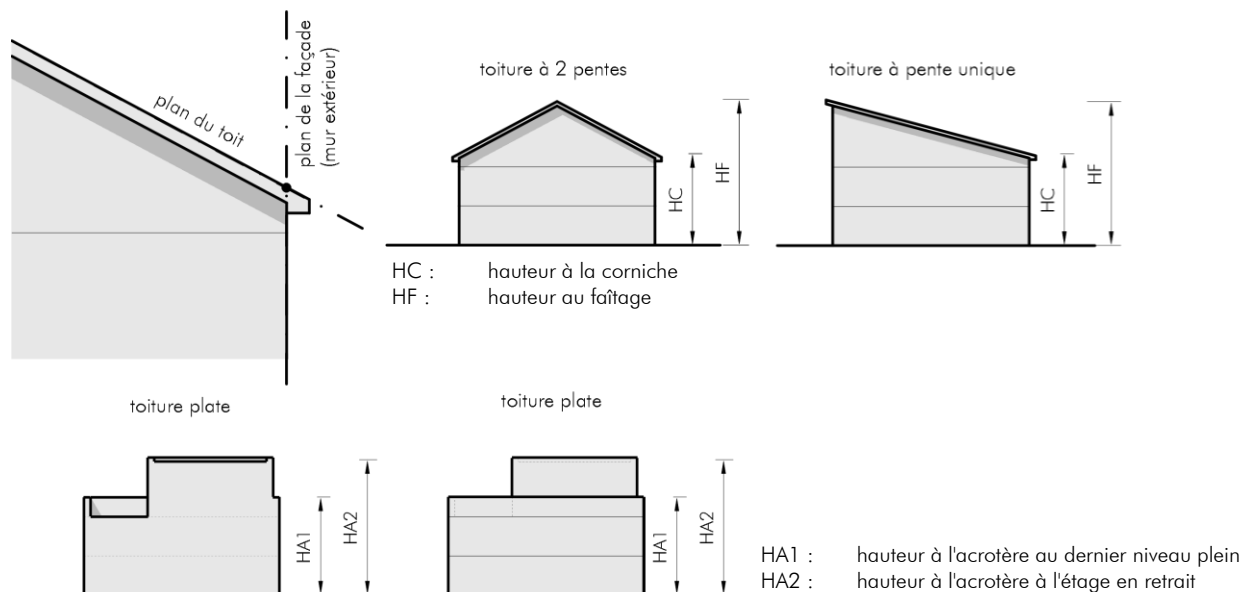 plan du toit
plan de la façade
(mur extérieur)
toiture à 2 pentes
HC
HF
toiture à pente unique
HC
HF
HC : hauteur à la corniche
HF : hauteur au faîtage
toiture plate
HA1
HA2
toiture plate
HA1
HA2
HA1 : hauteur à l'acrotère au dernier niveau plein
HA2 : hauteur à l'acrotère à l'étage en retrait